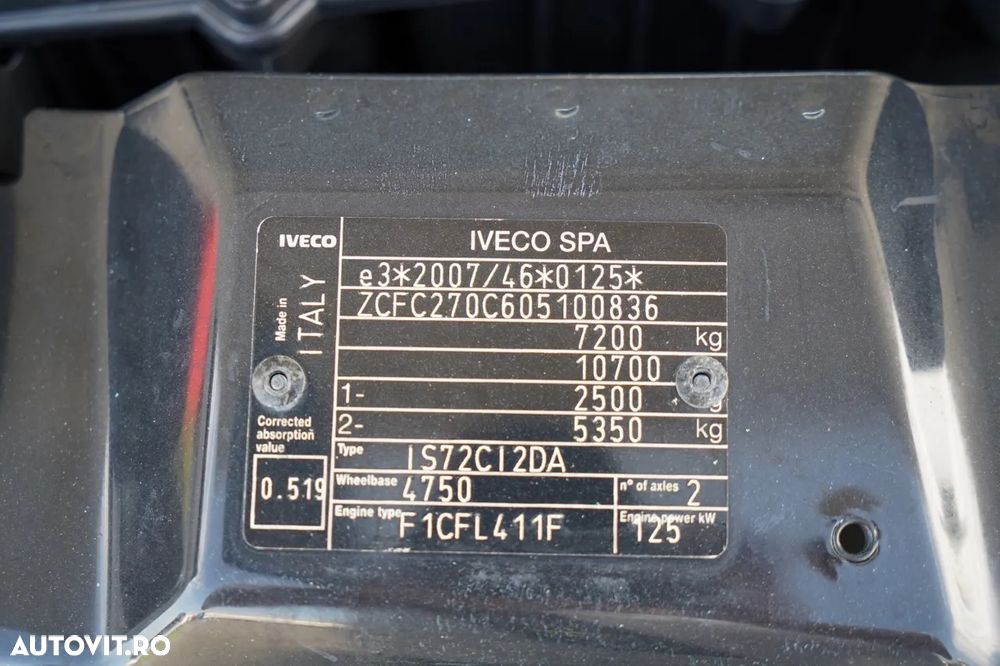 IVECO
IVECO SPA
Made in
ITALY
e3*2007/46*0125*
ZCFC270C605100836
7200 kg
10700
1- 2500
2- 5350 kg
Corrected
absorption
value
0.519
Type IS72CI2DA
Wheelbase 4750
n° of axles 2
Engine type F1CFL411F
Engine power kW 125
AUTOVIT.RO